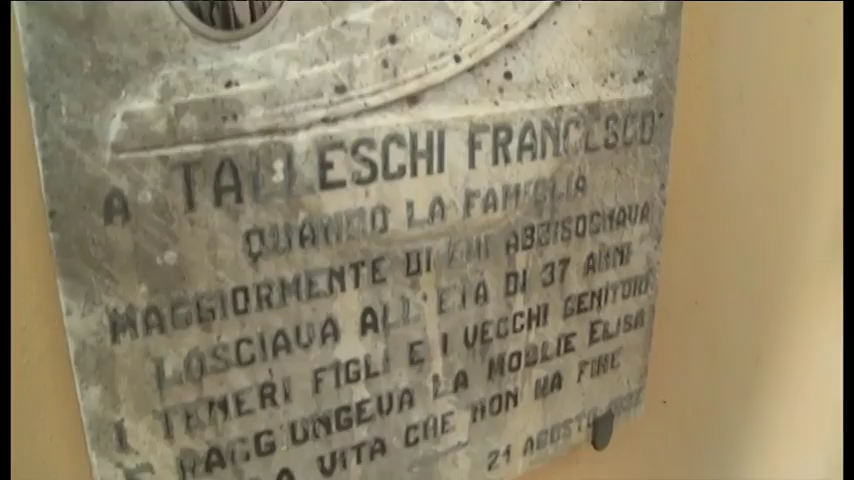 A TALLESCHI FRANCESCO
QUANDO LA FAMIGLIA
MAGGIORMENTE DI LUI ABBISOGNAVA
LASCIAVA ALL'ETÀ DI 37 ANNI
I TENERI FIGLI E I VECCHI GENITORI
E RAGGIUNGEVA LA MOGLIE ELISA
VITA CHE NON HA FINE
21 AGOSTO